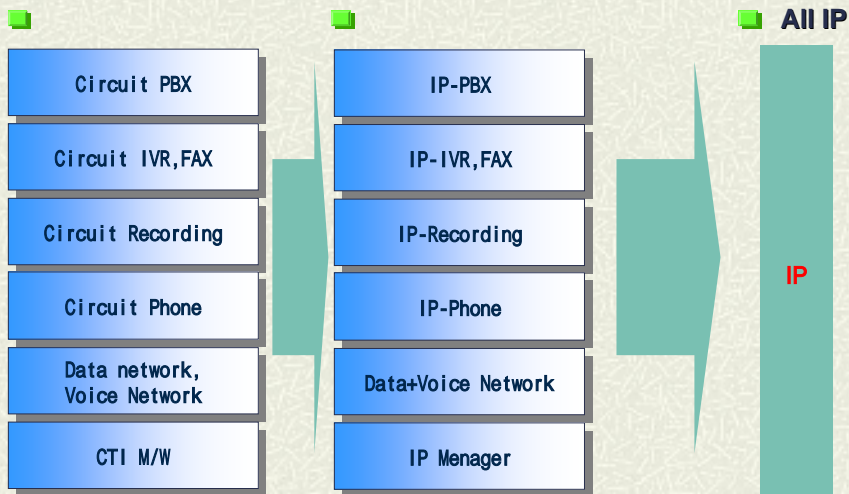 All IP
Circuit PBX
Circuit IVR,FAX
Circuit Recording
Circuit Phone
Data network,
Voice Network
CTI M/W
IP-PBX
IP-IVR,FAX
IP-Recording
IP-Phone
Data+Voice Network
IP Menager
IP